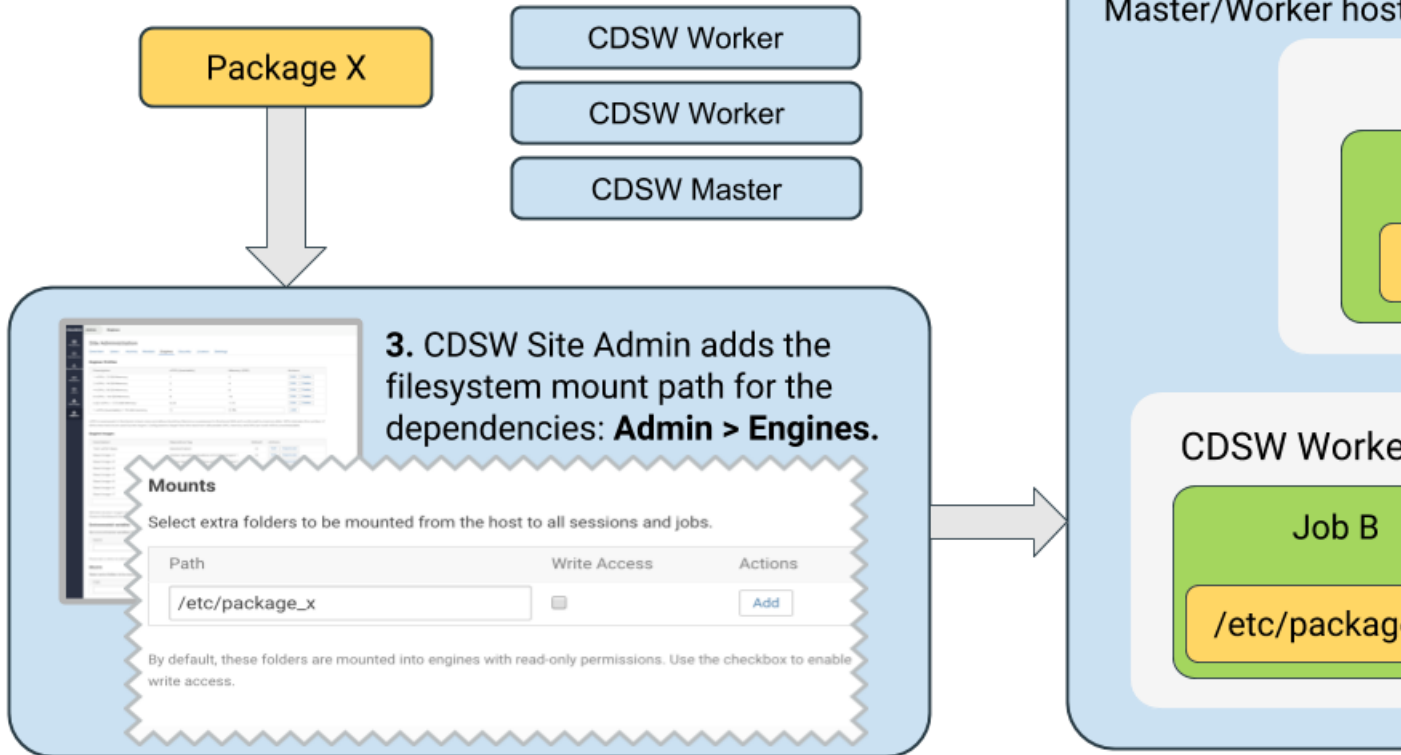 Master/Worker host
CDSW Worker
Package X
CDSW Worker
CDSW Master
3. CDSW Site Admin adds the
filesystem mount path for the
dependencies: Admin > Engines.
Site Administration
Mounts
Select extra folders to be mounted from the host to all sessions and jobs.
Path Write Access Actions
/etc/package_x Add
By default, these folders are mounted into engines with read-only permissions. Use the checkbox to enable
write access.
CDSW Worke
Job B
/etc/packag